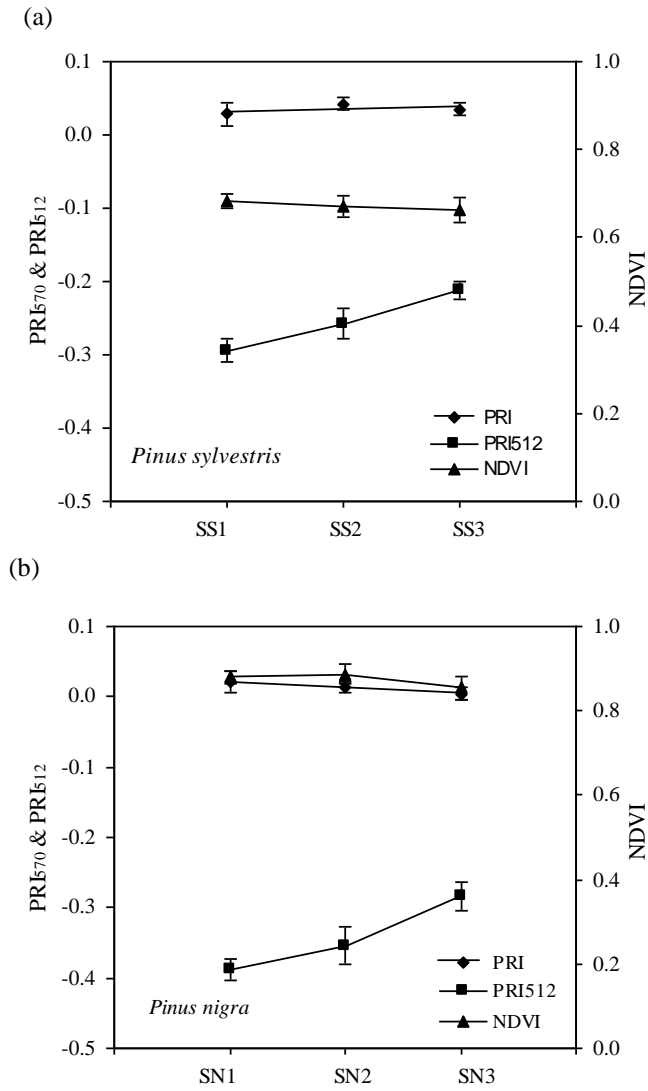 (a)
0.1
0.0
-0.1
-0.2
-0.3
-0.4
-0.5
PRI570 & PRI512
1.0
0.8
0.6
0.4
0.2
0.0
NDVI
PRI
PRI512
NDVI
Pinus sylvestris
SS1 SS2 SS3
(b)
0.1
0.0
-0.1
-0.2
-0.3
-0.4
-0.5
PRI570 & PRI512
1.0
0.8
0.6
0.4
0.2
0.0
NDVI
PRI
PRI512
NDVI
Pinus nigra
SN1 SN2 SN3